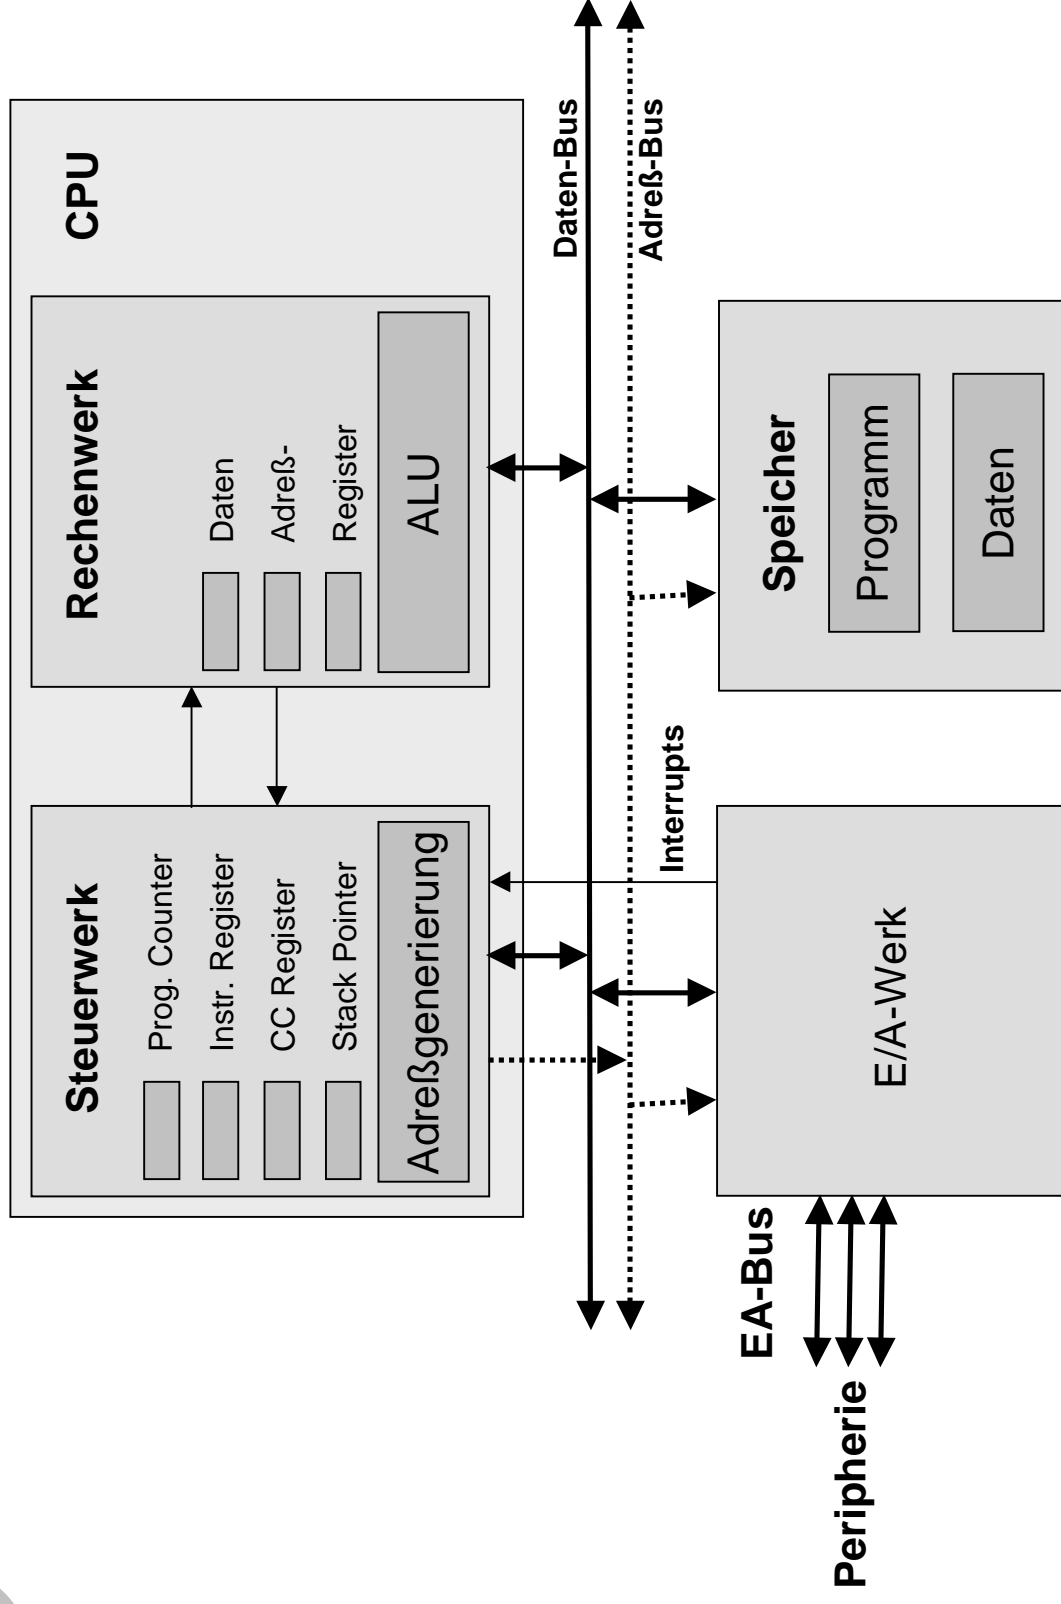 CPU
Steuerwerk
Prog. Counter
Instr. Register
CC Register
Stack Pointer
Adreßgenerierung
Rechenwerk
Daten
Adreß-
Register
ALU
Daten-Bus
Adreß-Bus
Interrupts
EA-Bus
Peripherie
E/A-Werk
Speicher
Programm
Daten